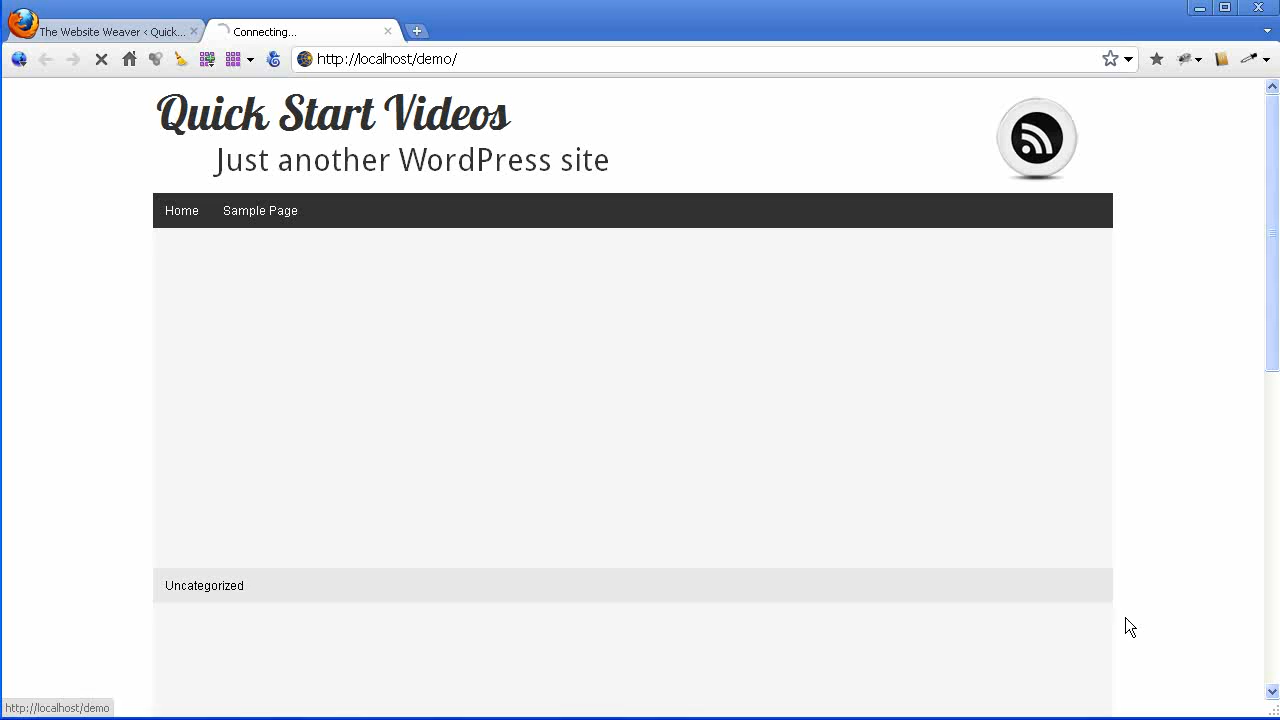 The Website Weaver ‹ Quick...
Connecting...
http://localhost/demo/
Quick Start Videos
Just another WordPress site
Home Sample Page
Uncategorized
http://localhost/demo